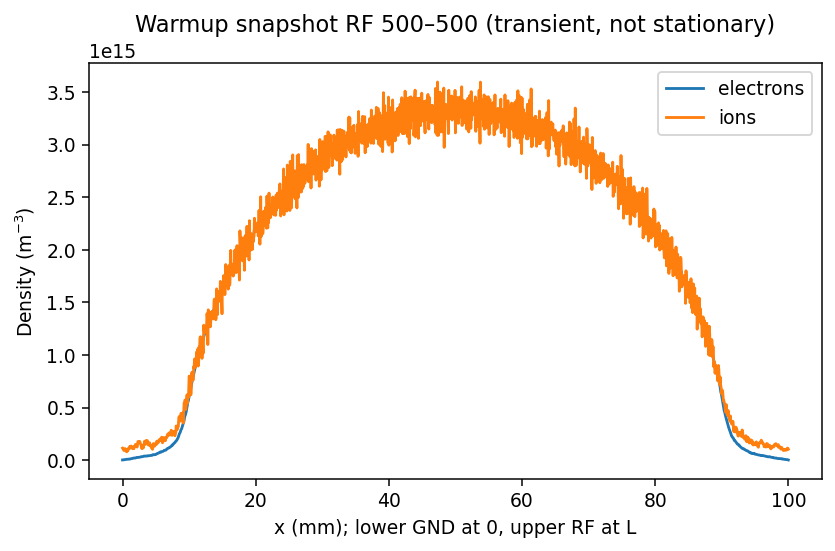 Warmup snapshot RF 500–500 (transient, not stationary)
1e15
electrons
ions
3.5
3.0
2.5
2.0
1.5
1.0
0.5
0.0
Density (m⁻³)
0 20 40 60 80 100
x (mm); lower GND at 0, upper RF at L